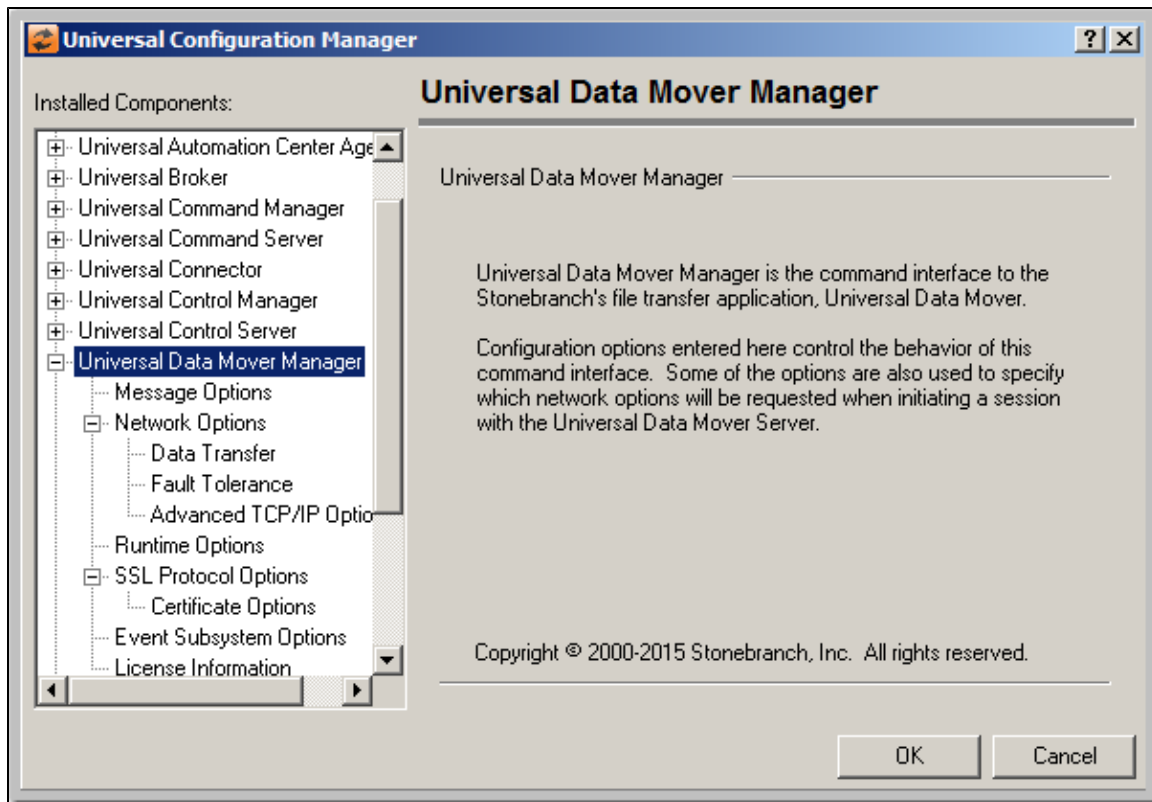 Universal Configuration Manager
Installed Components:
Universal Automation Center Age
Universal Broker
Universal Command Manager
Universal Command Server
Universal Connector
Universal Control Manager
Universal Control Server
Universal Data Mover Manager
Message Options
Network Options
Data Transfer
Fault Tolerance
Advanced TCP/IP Optio
Runtime Options
SSL Protocol Options
Certificate Options
Event Subsystem Options
License Information
Universal Data Mover Manager
Universal Data Mover Manager
Universal Data Mover Manager is the command interface to the
Stonebranch's file transfer application, Universal Data Mover.
Configuration options entered here control the behavior of this
command interface. Some of the options are also used to specify
which network options will be requested when initiating a session
with the Universal Data Mover Server.
Copyright © 2000-2015 Stonebranch, Inc. All rights reserved.
OK
Cancel